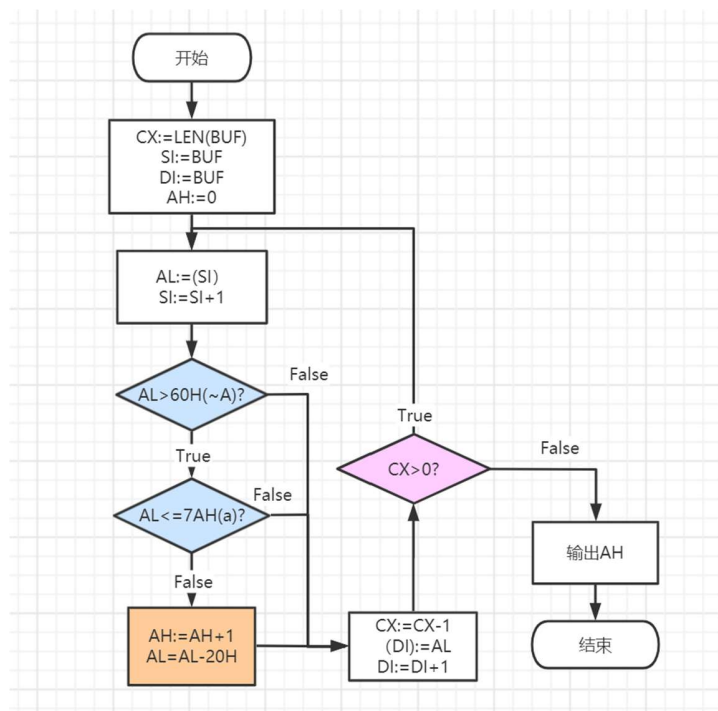 开始
CX:=LEN(BUF)
SI:=BUF
DI:=BUF
AH:=0
AL:=(SI)
SI:=SI+1
AL>60H(~A)?
False
True
AL<=7AH(a)?
False
False
AH:=AH+1
AL=AL-20H
CX:=CX-1
(DI):=AL
DI:=DI+1
True
CX>0?
False
输出AH
结束